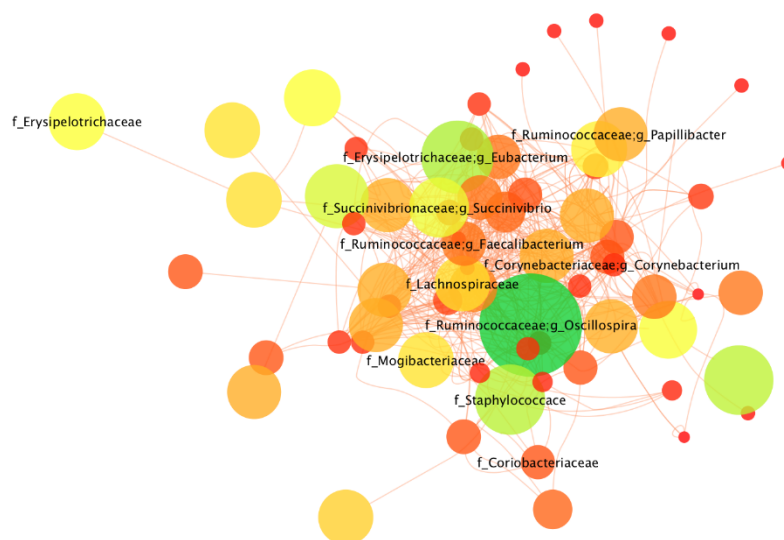 f_Erysipelotrichaceae
f_Ruminococcaceae;g_Papillibacter
f_Erysipelotrichaceae;g_Eubacterium
f_Succinivibrionaceae;g_Succinivibrio
f_Ruminococcaceae;g_Faecalibacterium
f_Corynebacteriaceae;g_Corynebacterium
f_Lachnospiraceae
f_Ruminococcaceae;g_Oscillospira
f_Mogibacteriaceae
f_Staphylococcace
f_Coriobacteriaceae